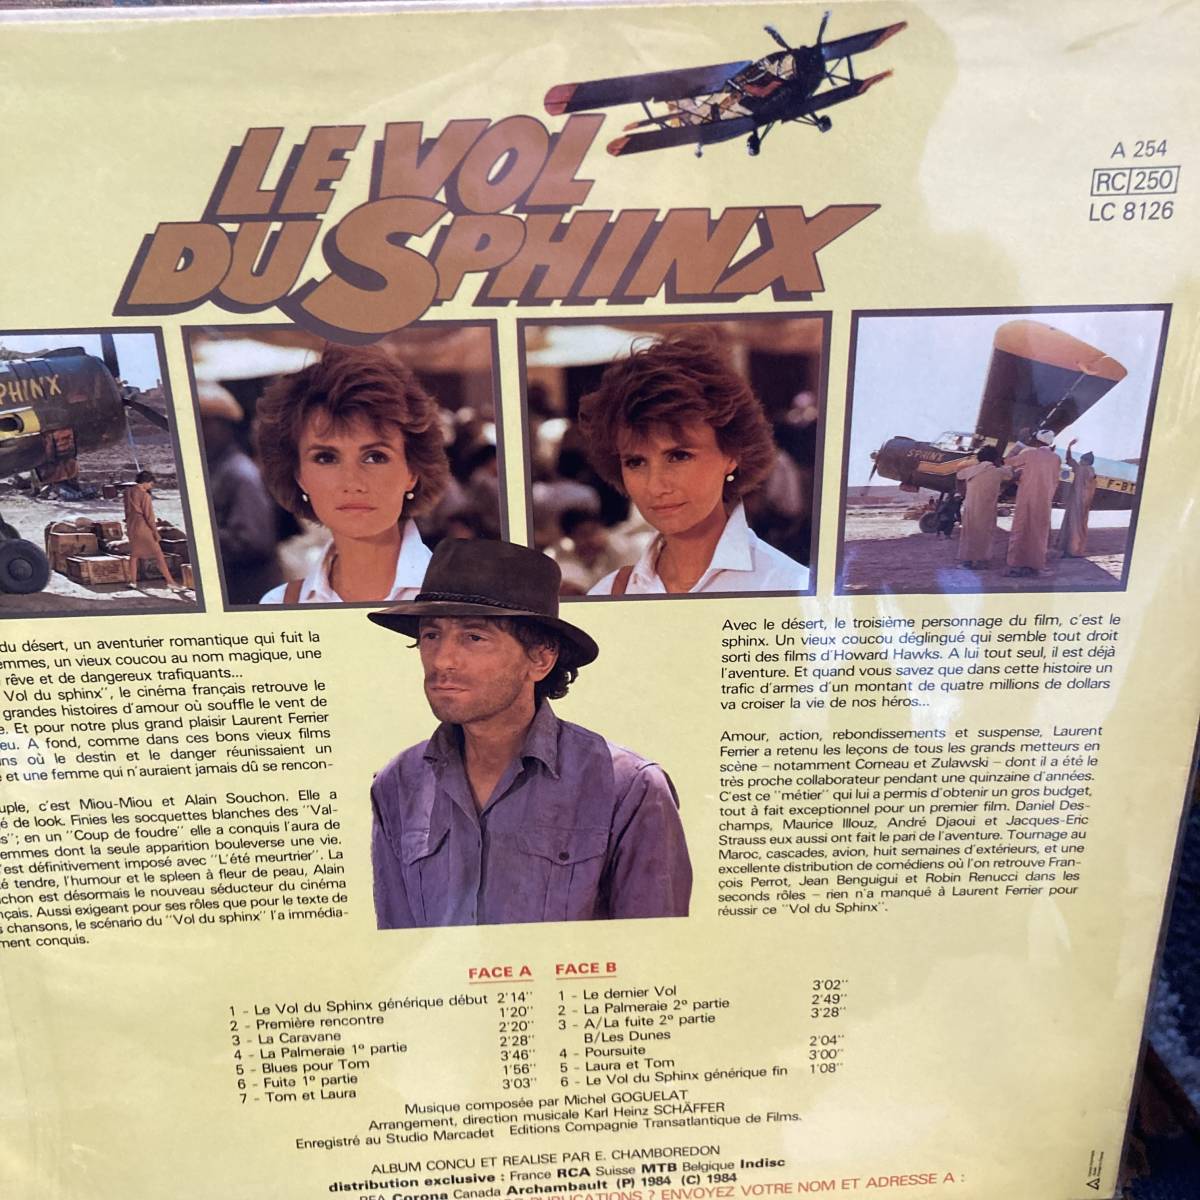 LE VOL
DU SPHINX
A 254
RC 250
LC 8126
PHINX
SPHINX
F-BT
du désert, un aventurier romantique qui fuit la
emmes, un vieux coucou au nom magique, une
rêve et de dangereux trafiquants...
Vol du sphinx", le cinéma français retrouve le
grandes histoires d'amour où souffle le vent de
e. Et pour notre plus grand plaisir Laurent Ferrier
eu. A fond, comme dans ces bons vieux films
ns où le destin et le danger réunissaient un
et une femme qui n'auraient jamais dû se rencon-
uple, c'est Miou-Miou et Alain Souchon. Elle a
é de look. Finies les socquettes blanches des "Val-
s"; en un "Coup de foudre" elle a conquis l'aura de
emmes dont la seule apparition bouleverse une vie.
'est définitivement imposé avec "L'été meurtrier". La
é tendre, l'humour et le spleen à fleur de peau, Alain
uchon est désormais le nouveau séducteur du cinéma
nçais. Aussi exigeant pour ses rôles que pour le texte de
s chansons, le scénario du "Vol du sphinx" l'a immédia-
ment conquis.
Avec le désert, le troisième personnage du film, c'est le
sphinx. Un vieux coucou déglingué qui semble tout droit
sorti des films d'Howard Hawks. A lui tout seul, il est déjà
l'aventure. Et quand vous savez que dans cette histoire un
trafic d'armes d'un montant de quatre millions de dollars
va croiser la vie de nos héros...
Amour, action, rebondissements et suspense, Laurent
Ferrier a retenu les leçons de tous les grands metteurs en
scène – notamment Corneau et Zulawski – dont il a été le
très proche collaborateur pendant une quinzaine d'années.
C'est ce "métier" qui lui a permis d'obtenir un gros budget,
tout à fait exceptionnel pour un premier film. Daniel Des-
champs, Maurice Illouz, André Djaoui et Jacques-Eric
Strauss eux aussi ont fait le pari de l'aventure. Tournage au
Maroc, cascades, avion, huit semaines d'extérieurs, et une
excellente distribution de comédiens où l'on retrouve Fran-
çois Perrot, Jean Benguigui et Robin Renucci dans les
seconds rôles – rien n'a manqué à Laurent Ferrier pour
réussir ce "Vol du Sphinx".
FACE A
1 - Le Vol du Sphinx générique début 2'14''
2 - Première rencontre 1'20''
3 - La Caravane 2'20''
4 - La Palmeraie 1º partie 2'28''
5 - Blues pour Tom 3'46''
6 - Fuite 1º partie 1'56''
7 - Tom et Laura 3'03''
FACE B
1 - Le dernier Vol 3'02''
2 - La Palmeraie 2º partie 2'49''
3 - A/La fuite 2º partie 3'28''
B/Les Dunes
4 - Poursuite 2'04''
5 - Laura et Tom 3'00''
6 - Le Vol du Sphinx générique fin 1'08''
Musique composée par Michel GOGUELAT
Arrangement, direction musicale Karl Heinz SCHÄFFER
Enregistré au Studio Marcadet Editions Compagnie Transatlantique de Films.
ALBUM CONCU ET REALISE PAR E. CHAMBOREDON
distribution exclusive : France RCA Suisse MTB Belgique Indisc
Corona Canada Archambault (P) 1984 (C) 1984
PUBLICATIONS ? ENVOYEZ VOTRE NOM ET ADRESSE A :